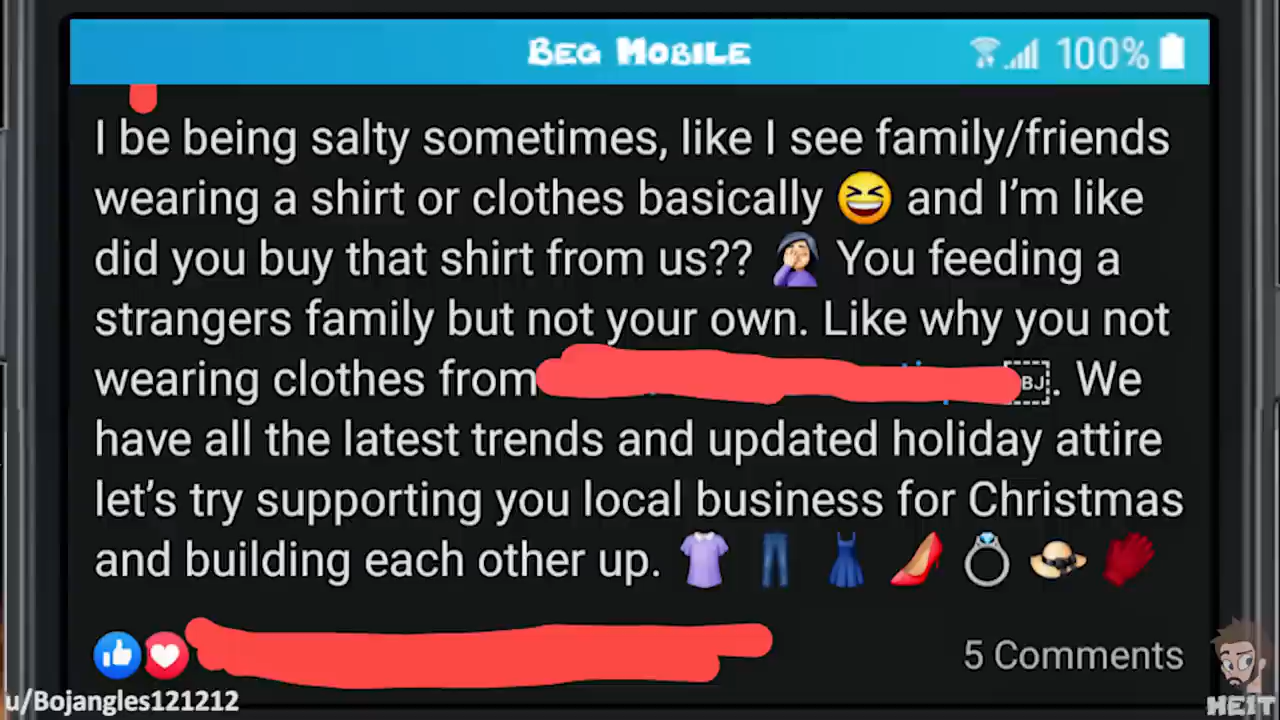 BEG MOBILE
100%
I be being salty sometimes, like I see family/friends
wearing a shirt or clothes basically 😆 and I’m like
did you buy that shirt from us?? 🤦🏻‍♀️ You feeding a
strangers family but not your own. Like why you not
wearing clothes from BJ. We
have all the latest trends and updated holiday attire
let’s try supporting you local business for Christmas
and building each other up. 👚 👖 👗 👠 💍 👒 🧤
5 Comments
u/Bojangles121212
HEIT